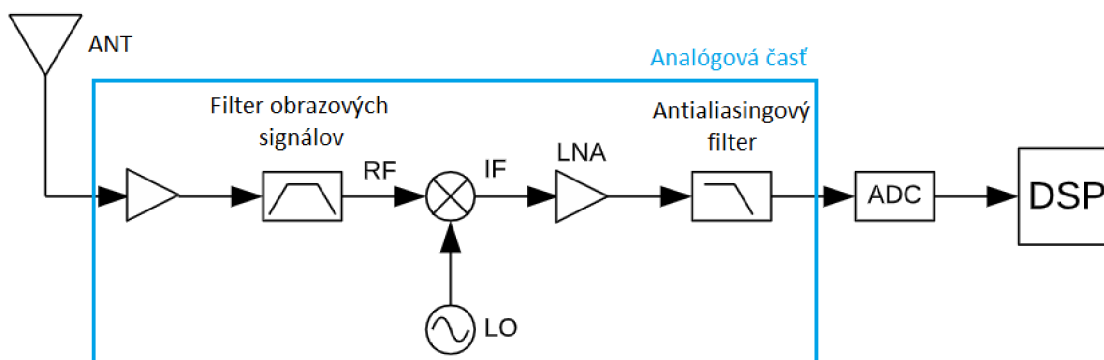 ANT
Analógová časť
Filter obrazových
signálov
Antialiasingový
filter
RF
IF
LNA
ADC
DSP
LO